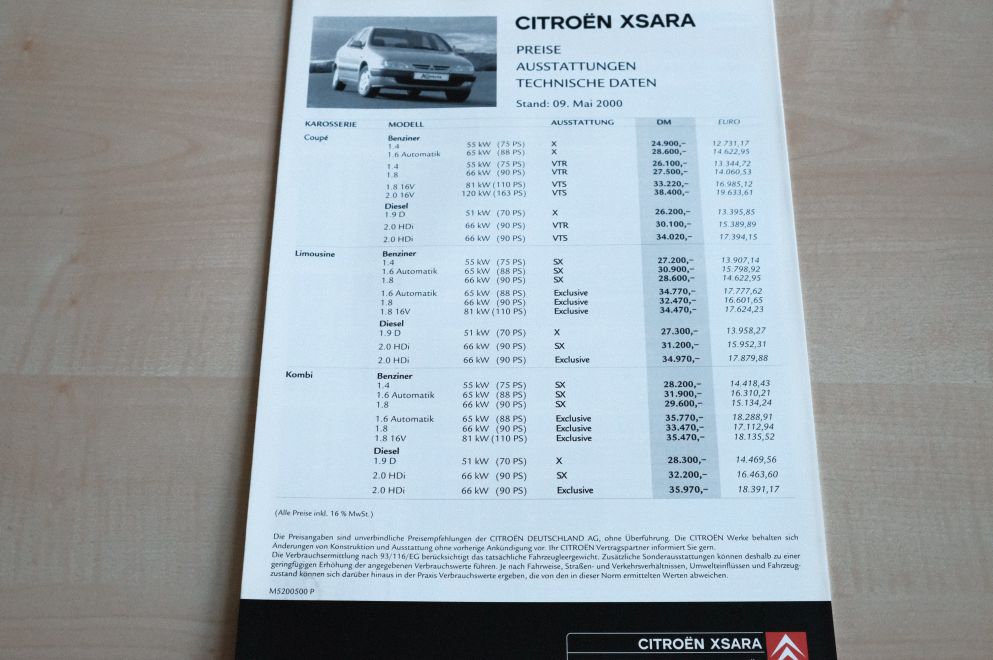 CITROËN XSARA
PREISE
AUSSTATTUNGEN
TECHNISCHE DATEN
Stand: 09. Mai 2000
KAROSSERIE MODELL AUSSTATTUNG DM EURO
Coupé Benziner
1.4 55 kW (75 PS) X 24.900,– 12.731,17
1.6 Automatik 65 kW (88 PS) X 28.600,– 14.622,95
1.4 55 kW (75 PS) VTR 26.100,– 13.344,72
1.8 66 kW (90 PS) VTR 27.500,– 14.060,53
1.8 16V 81 kW (110 PS) VTS 33.220,– 16.985,12
2.0 16V 120 kW (163 PS) VTS 38.400,– 19.633,61
Diesel
1.9 D 51 kW (70 PS) X 26.200,– 13.395,85
2.0 HDi 66 kW (90 PS) VTR 30.100,– 15.389,89
2.0 HDi 66 kW (90 PS) VTS 34.020,– 17.394,15
Limousine Benziner
1.4 55 kW (75 PS) SX 27.200,– 13.907,14
1.6 Automatik 65 kW (88 PS) SX 30.900,– 15.798,92
1.8 66 kW (90 PS) SX 28.600,– 14.622,95
1.6 Automatik 65 kW (88 PS) Exclusive 34.770,– 17.777,62
1.8 66 kW (90 PS) Exclusive 32.470,– 16.601,65
1.8 16V 81 kW (110 PS) Exclusive 34.470,– 17.624,23
Diesel
1.9 D 51 kW (70 PS) X 27.300,– 13.958,27
2.0 HDi 66 kW (90 PS) SX 31.200,– 15.952,31
2.0 HDi 66 kW (90 PS) Exclusive 34.970,– 17.879,88
Kombi Benziner
1.4 55 kW (75 PS) SX 28.200,– 14.418,43
1.6 Automatik 65 kW (88 PS) SX 31.900,– 16.310,21
1.8 66 kW (90 PS) SX 29.600,– 15.134,24
1.6 Automatik 65 kW (88 PS) Exclusive 35.770,– 18.288,91
1.8 66 kW (90 PS) Exclusive 33.470,– 17.112,94
1.8 16V 81 kW (110 PS) Exclusive 35.470,– 18.135,52
Diesel
1.9 D 51 kW (70 PS) X 28.300,– 14.469,56
2.0 HDi 66 kW (90 PS) SX 32.200,– 16.463,60
2.0 HDi 66 kW (90 PS) Exclusive 35.970,– 18.391,17
(Alle Preise inkl. 16 % MwSt.)
Die Preisangaben sind unverbindliche Preisempfehlungen der CITROËN DEUTSCHLAND AG, ohne Überführung. Die CITROËN Werke behalten sich
Änderungen von Konstruktion und Ausstattung ohne vorherige Ankündigung vor. Ihr CITROËN Vertragspartner informiert Sie gern.
Die Verbrauchsermittlung nach 93/116/EG berücksichtigt das tatsächliche Fahrzeugleergewicht. Zusätzliche Sonderausstattungen können deshalb zu einer
geringfügigen Erhöhung der angegebenen Verbrauchswerte führen. Je nach Fahrweise, Straßen- und Verkehrsverhältnissen, Umwelteinflüssen und Fahrzeug-
zustand können sich darüber hinaus in der Praxis Verbrauchswerte ergeben, die von den in dieser Norm ermittelten Werten abweichen.
M5200500 P
CITROËN XSARA